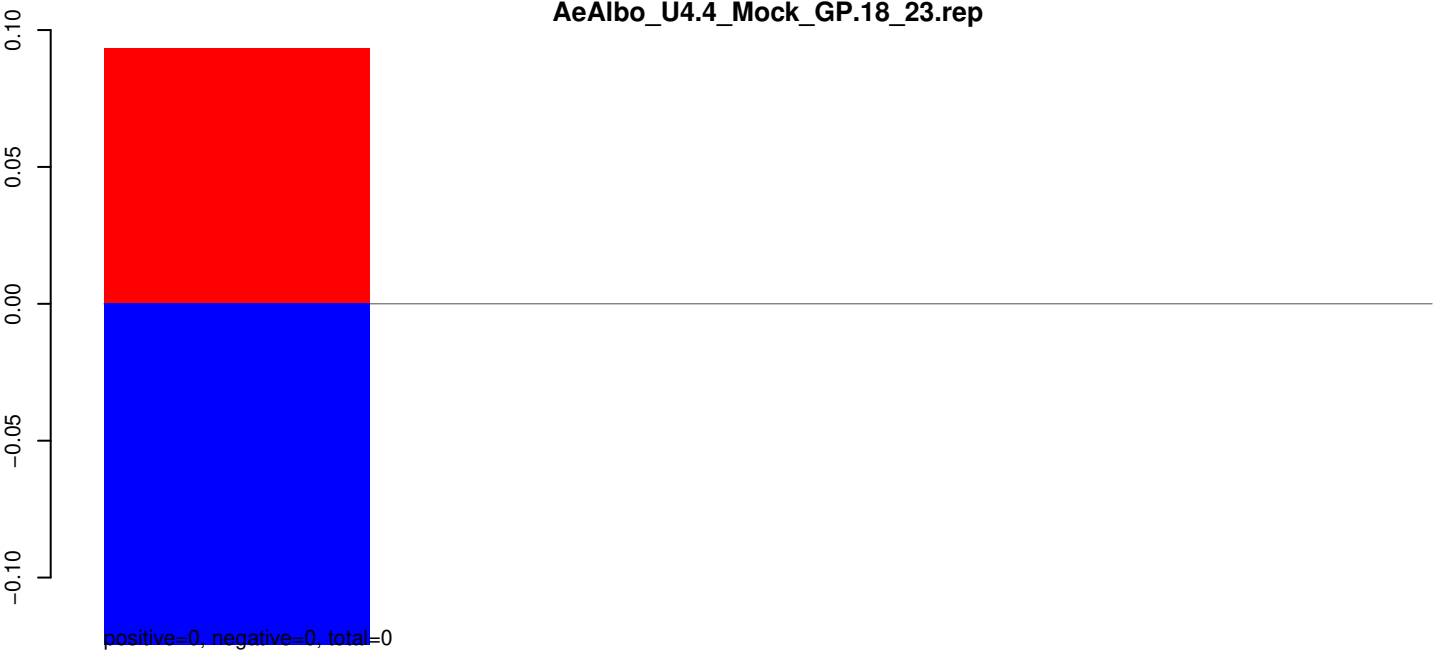 AeAlbo_U4.4_Mock_GP.18_23.rep
0.10
0.05
0.00
−0.05
−0.10
positive=0, negative=0, total=0